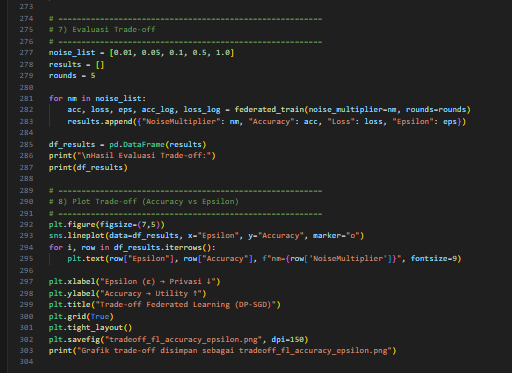 273
274 # ============================================================
275 # 7) Evaluasi Trade-off
276 # ============================================================
277 noise_list = [0.01, 0.05, 0.1, 0.5, 1.0]
278 results = []
279 rounds = 5
280
281 for nm in noise_list:
282     acc, loss, eps, acc_log, loss_log = federated_train(noise_multiplier=nm, rounds=rounds)
283     results.append({"NoiseMultiplier": nm, "Accuracy": acc, "Loss": loss, "Epsilon": eps})
284
285 df_results = pd.DataFrame(results)
286 print("\nHasil Evaluasi Trade-off:")
287 print(df_results)
288
289 # ============================================================
290 # 8) Plot Trade-off (Accuracy vs Epsilon)
291 # ============================================================
292 plt.figure(figsize=(7,5))
293 sns.lineplot(data=df_results, x="Epsilon", y="Accuracy", marker="o")
294 for i, row in df_results.iterrows():
295     plt.text(row["Epsilon"], row["Accuracy"], f"nm={row['NoiseMultiplier']}", fontsize=9)
296
297 plt.xlabel("Epsilon (ε) → Privasi ↓")
298 plt.ylabel("Accuracy → Utility ↑")
299 plt.title("Trade-off Federated Learning (DP-SGD)")
300 plt.grid(True)
301 plt.tight_layout()
302 plt.savefig("tradeoff_fl_accuracy_epsilon.png", dpi=150)
303 print("Grafik trade-off disimpan sebagai tradeoff_fl_accuracy_epsilon.png")
304